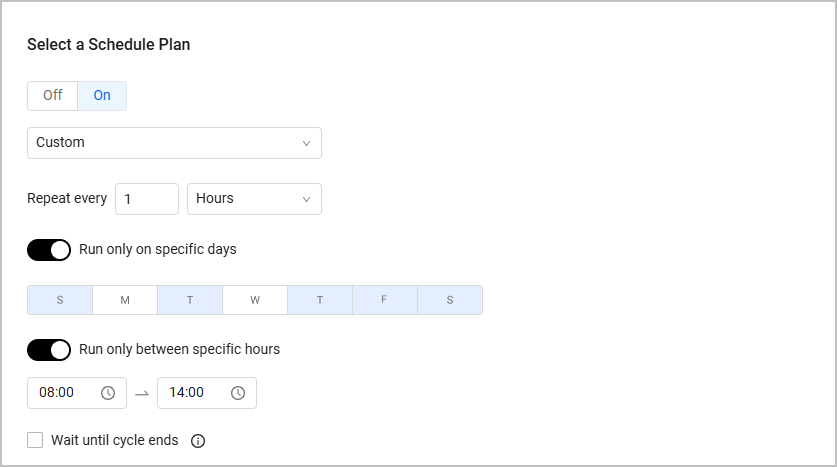 Select a Schedule Plan
Off On
Custom
Repeat every 1 Hours
Run only on specific days
S M T W T F S
Run only between specific hours
08:00 14:00
Wait until cycle ends